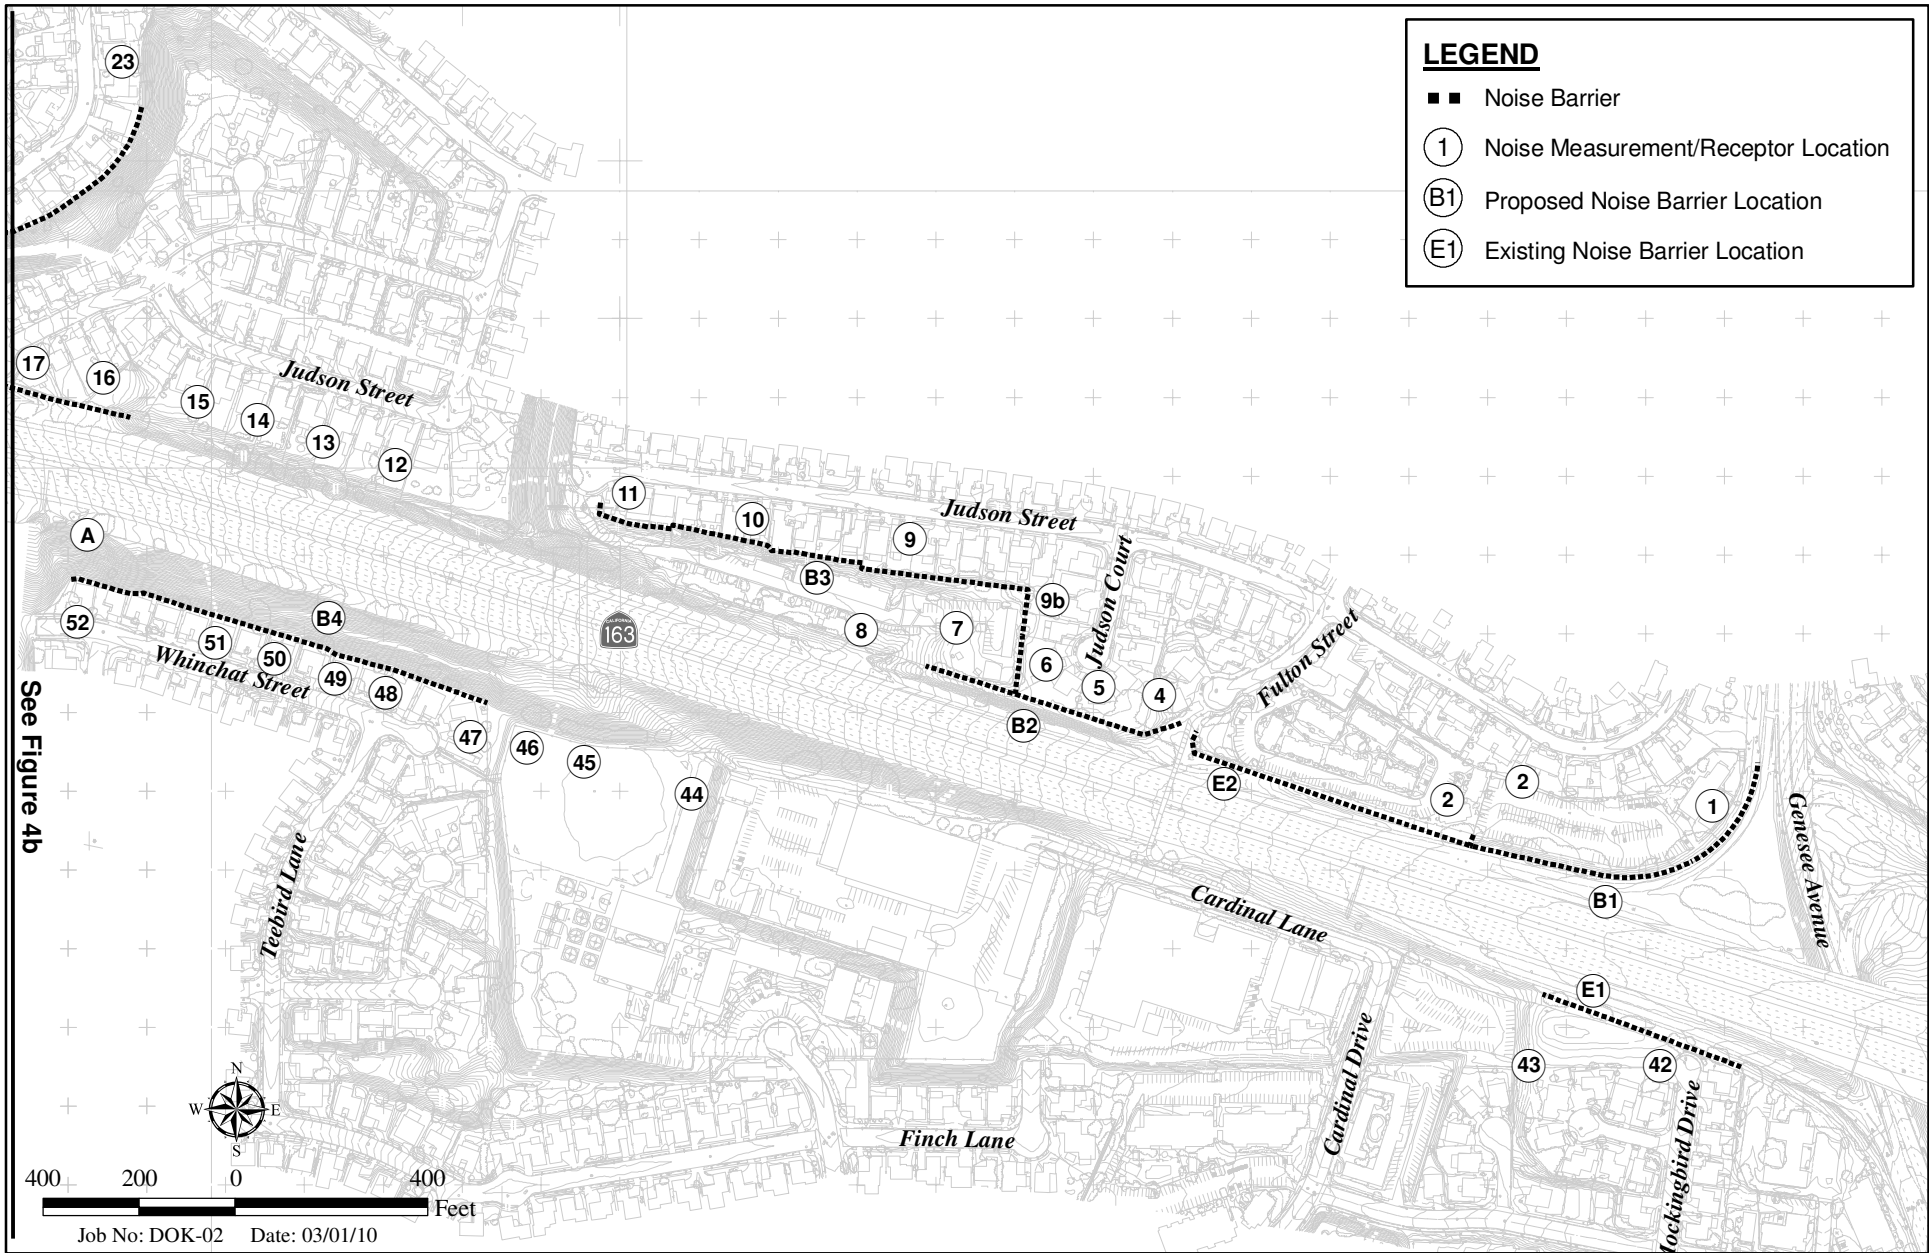 LEGEND
Noise Barrier
1 Noise Measurement/Receptor Location
B1 Proposed Noise Barrier Location
E1 Existing Noise Barrier Location
23
17
16
15
14
13
12
Judson Street
11
10
9
Judson Street
A
B3
9b
Judson Court
52
51
50
49
48
B4
Whinchat Street
CALIFORNIA
163
8
7
6
5
4
Fulton Street
B2
47
46
45
44
E2
2
2
1
Genesee Avenue
See Figure 4b
Teebird Lane
Cardinal Lane
B1
E1
43
42
Cardinal Drive
Mockingbird Drive
Finch Lane
N
W
E
S
400 200 0 400
Feet
Job No: DOK-02 Date: 03/01/10